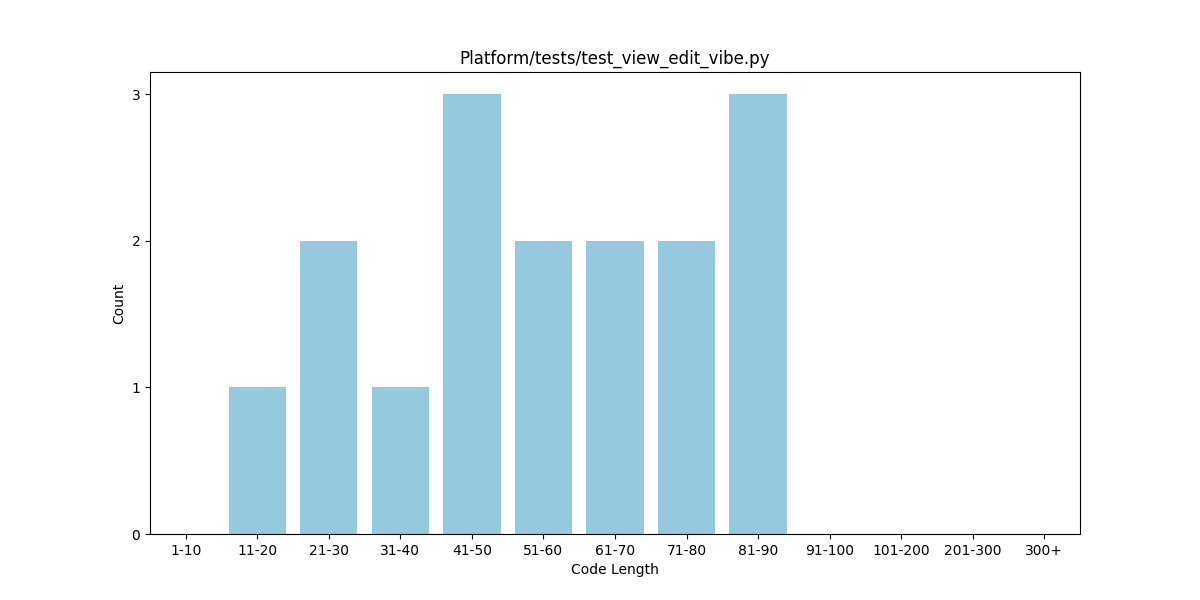 Platform/tests/test_view_edit_vibe.py
3
2
1
0
Count
1-10 11-20 21-30 31-40 41-50 51-60 61-70 71-80 81-90 91-100 101-200 201-300 300+
Code Length